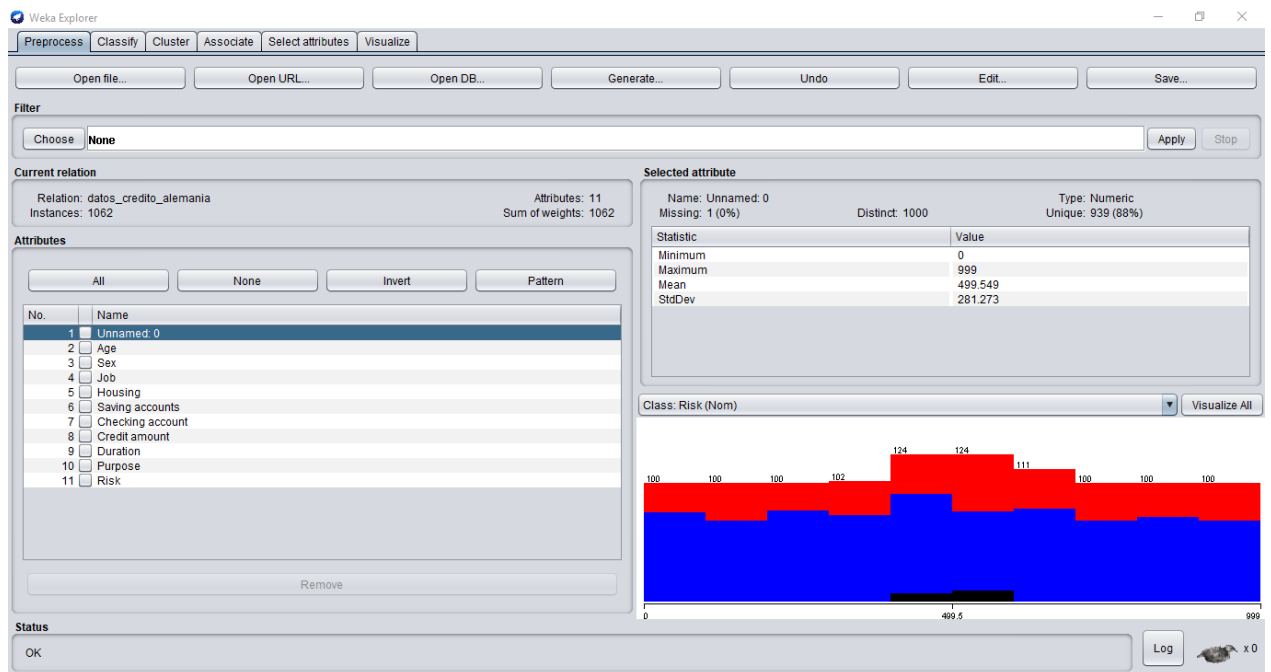 Weka Explorer
Preprocess Classify Cluster Associate Select attributes Visualize
Open file... Open URL... Open DB... Generate... Undo Edit... Save...
Filter
Choose None Apply Stop
Current relation
Relation: datos_credito_alemania Attributes: 11
Instances: 1062 Sum of weights: 1062
Attributes
All None Invert Pattern
No. Name
1 Unnamed: 0
2 Age
3 Sex
4 Job
5 Housing
6 Saving accounts
7 Checking account
8 Credit amount
9 Duration
10 Purpose
11 Risk
Remove
Selected attribute
Name: Unnamed: 0 Type: Numeric
Missing: 1 (0%) Distinct: 1000 Unique: 939 (88%)
Statistic Value
Minimum 0
Maximum 999
Mean 499.549
StdDev 281.273
Class: Risk (Nom) Visualize All
100 100 100 102 124 124 111 100 100 100
0 499.5 999
Status
OK Log x 0